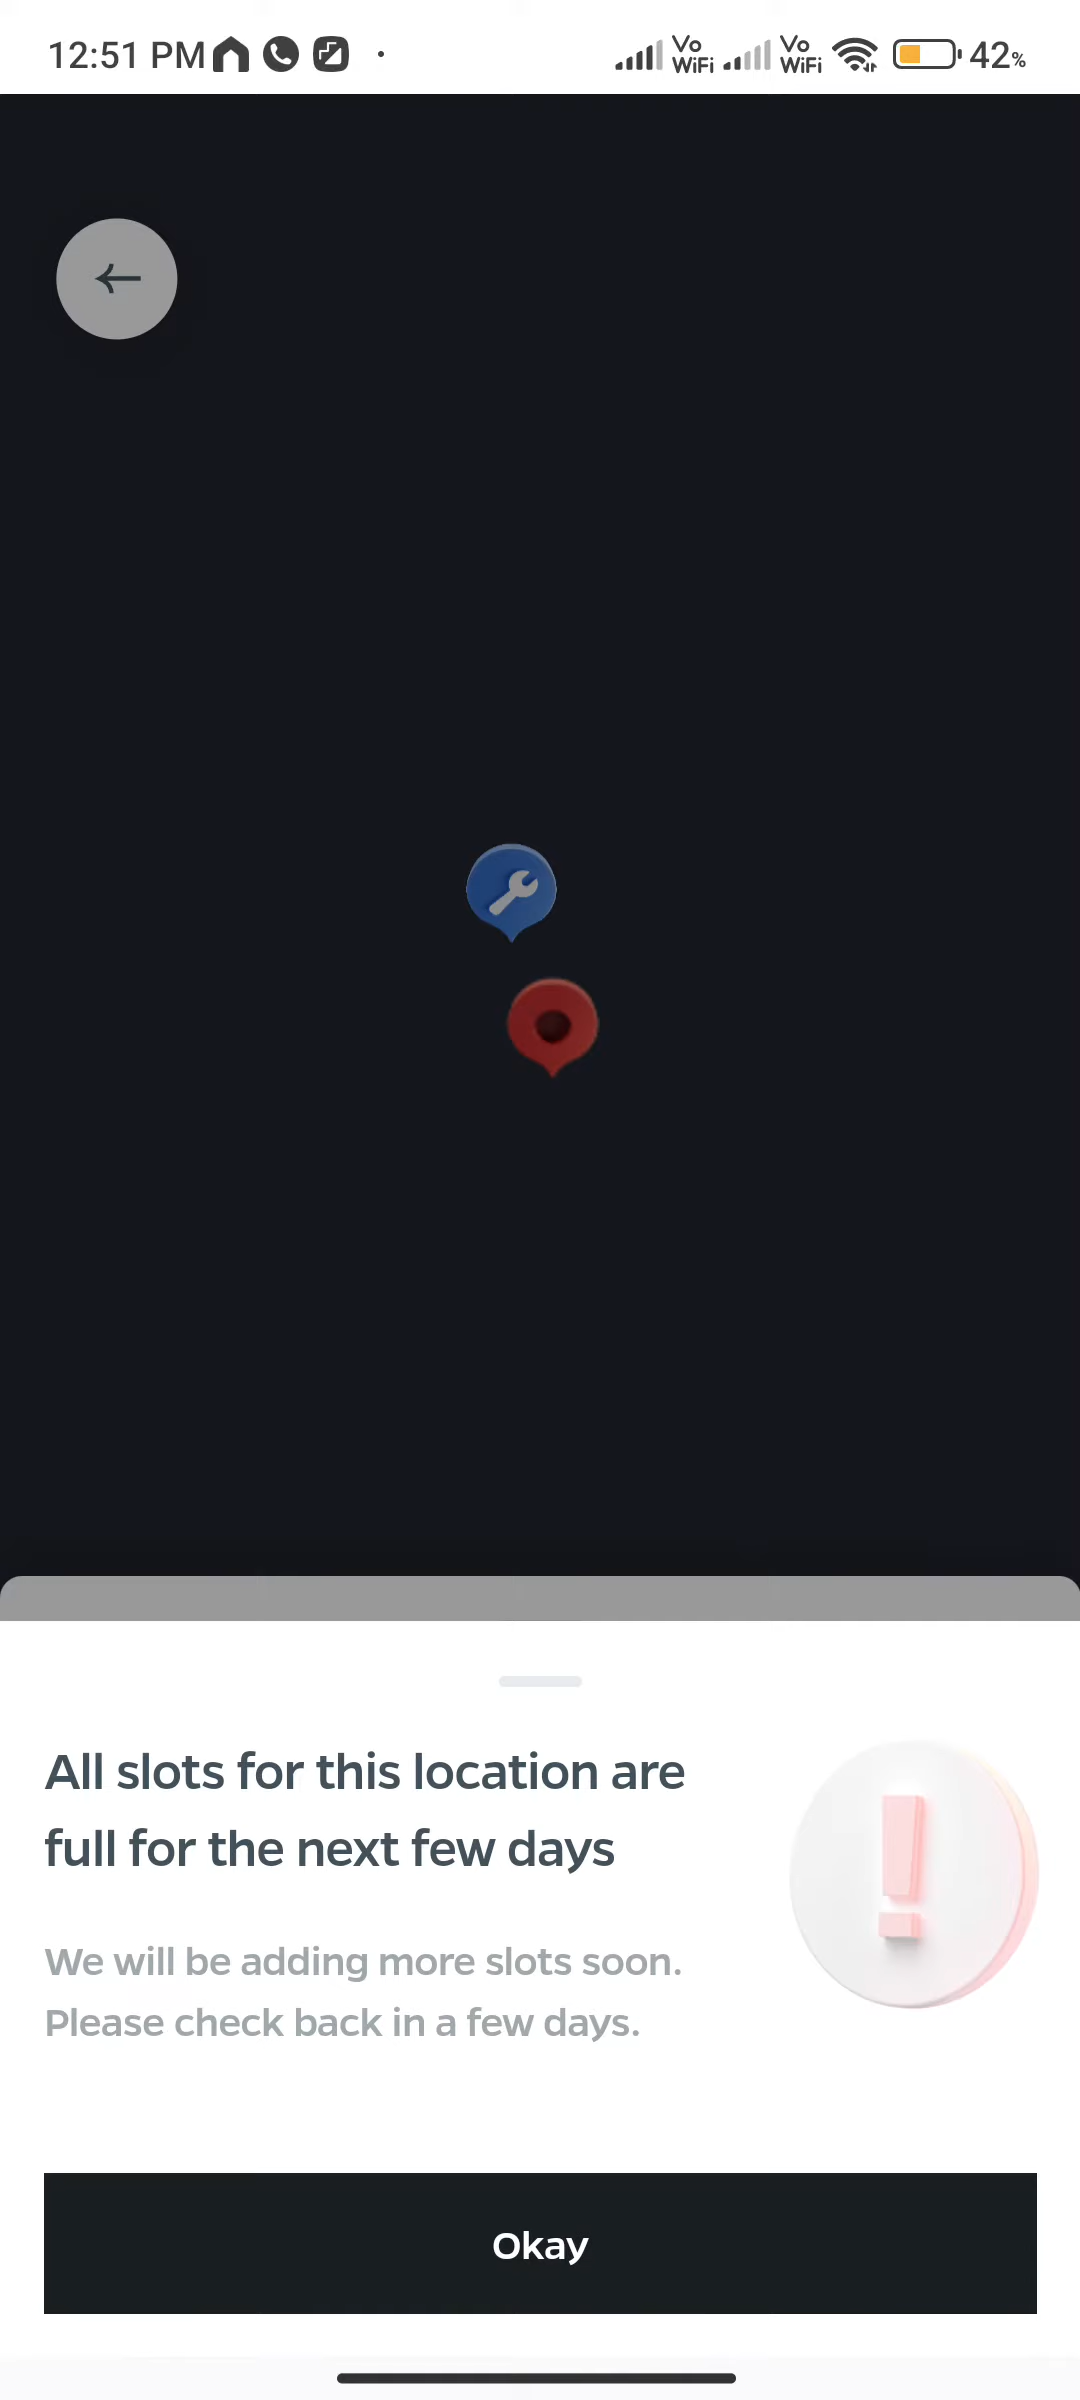 12:51 PM
Vo WiFi
Vo WiFi
42%
All slots for this location are
full for the next few days
We will be adding more slots soon.
Please check back in a few days.
Okay